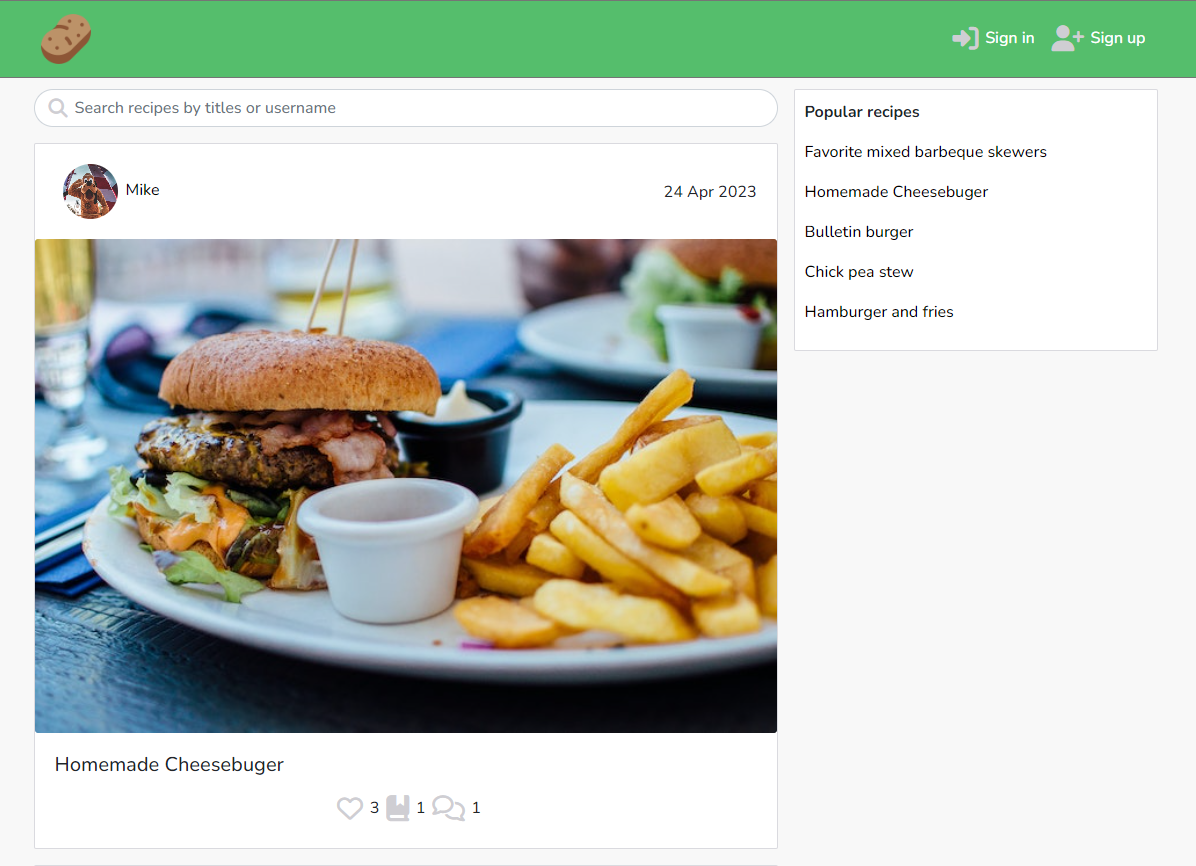 Sign in
Sign up
Search recipes by titles or username
Mike
24 Apr 2023
Homemade Cheesebuger
3
1
1
Popular recipes
Favorite mixed barbeque skewers
Homemade Cheesebuger
Bulletin burger
Chick pea stew
Hamburger and fries